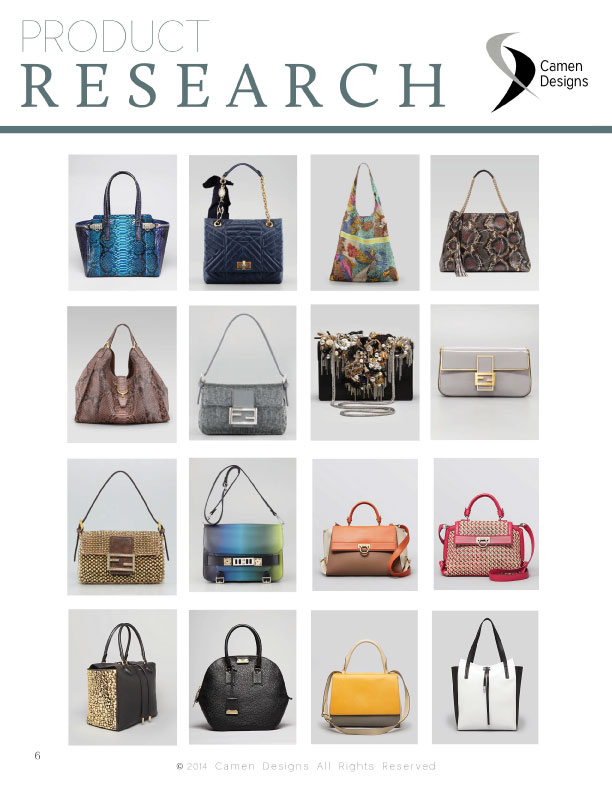 PRODUCT
RESEARCH
Camen
Designs
6
© 2014 Camen Designs All Rights Reserved